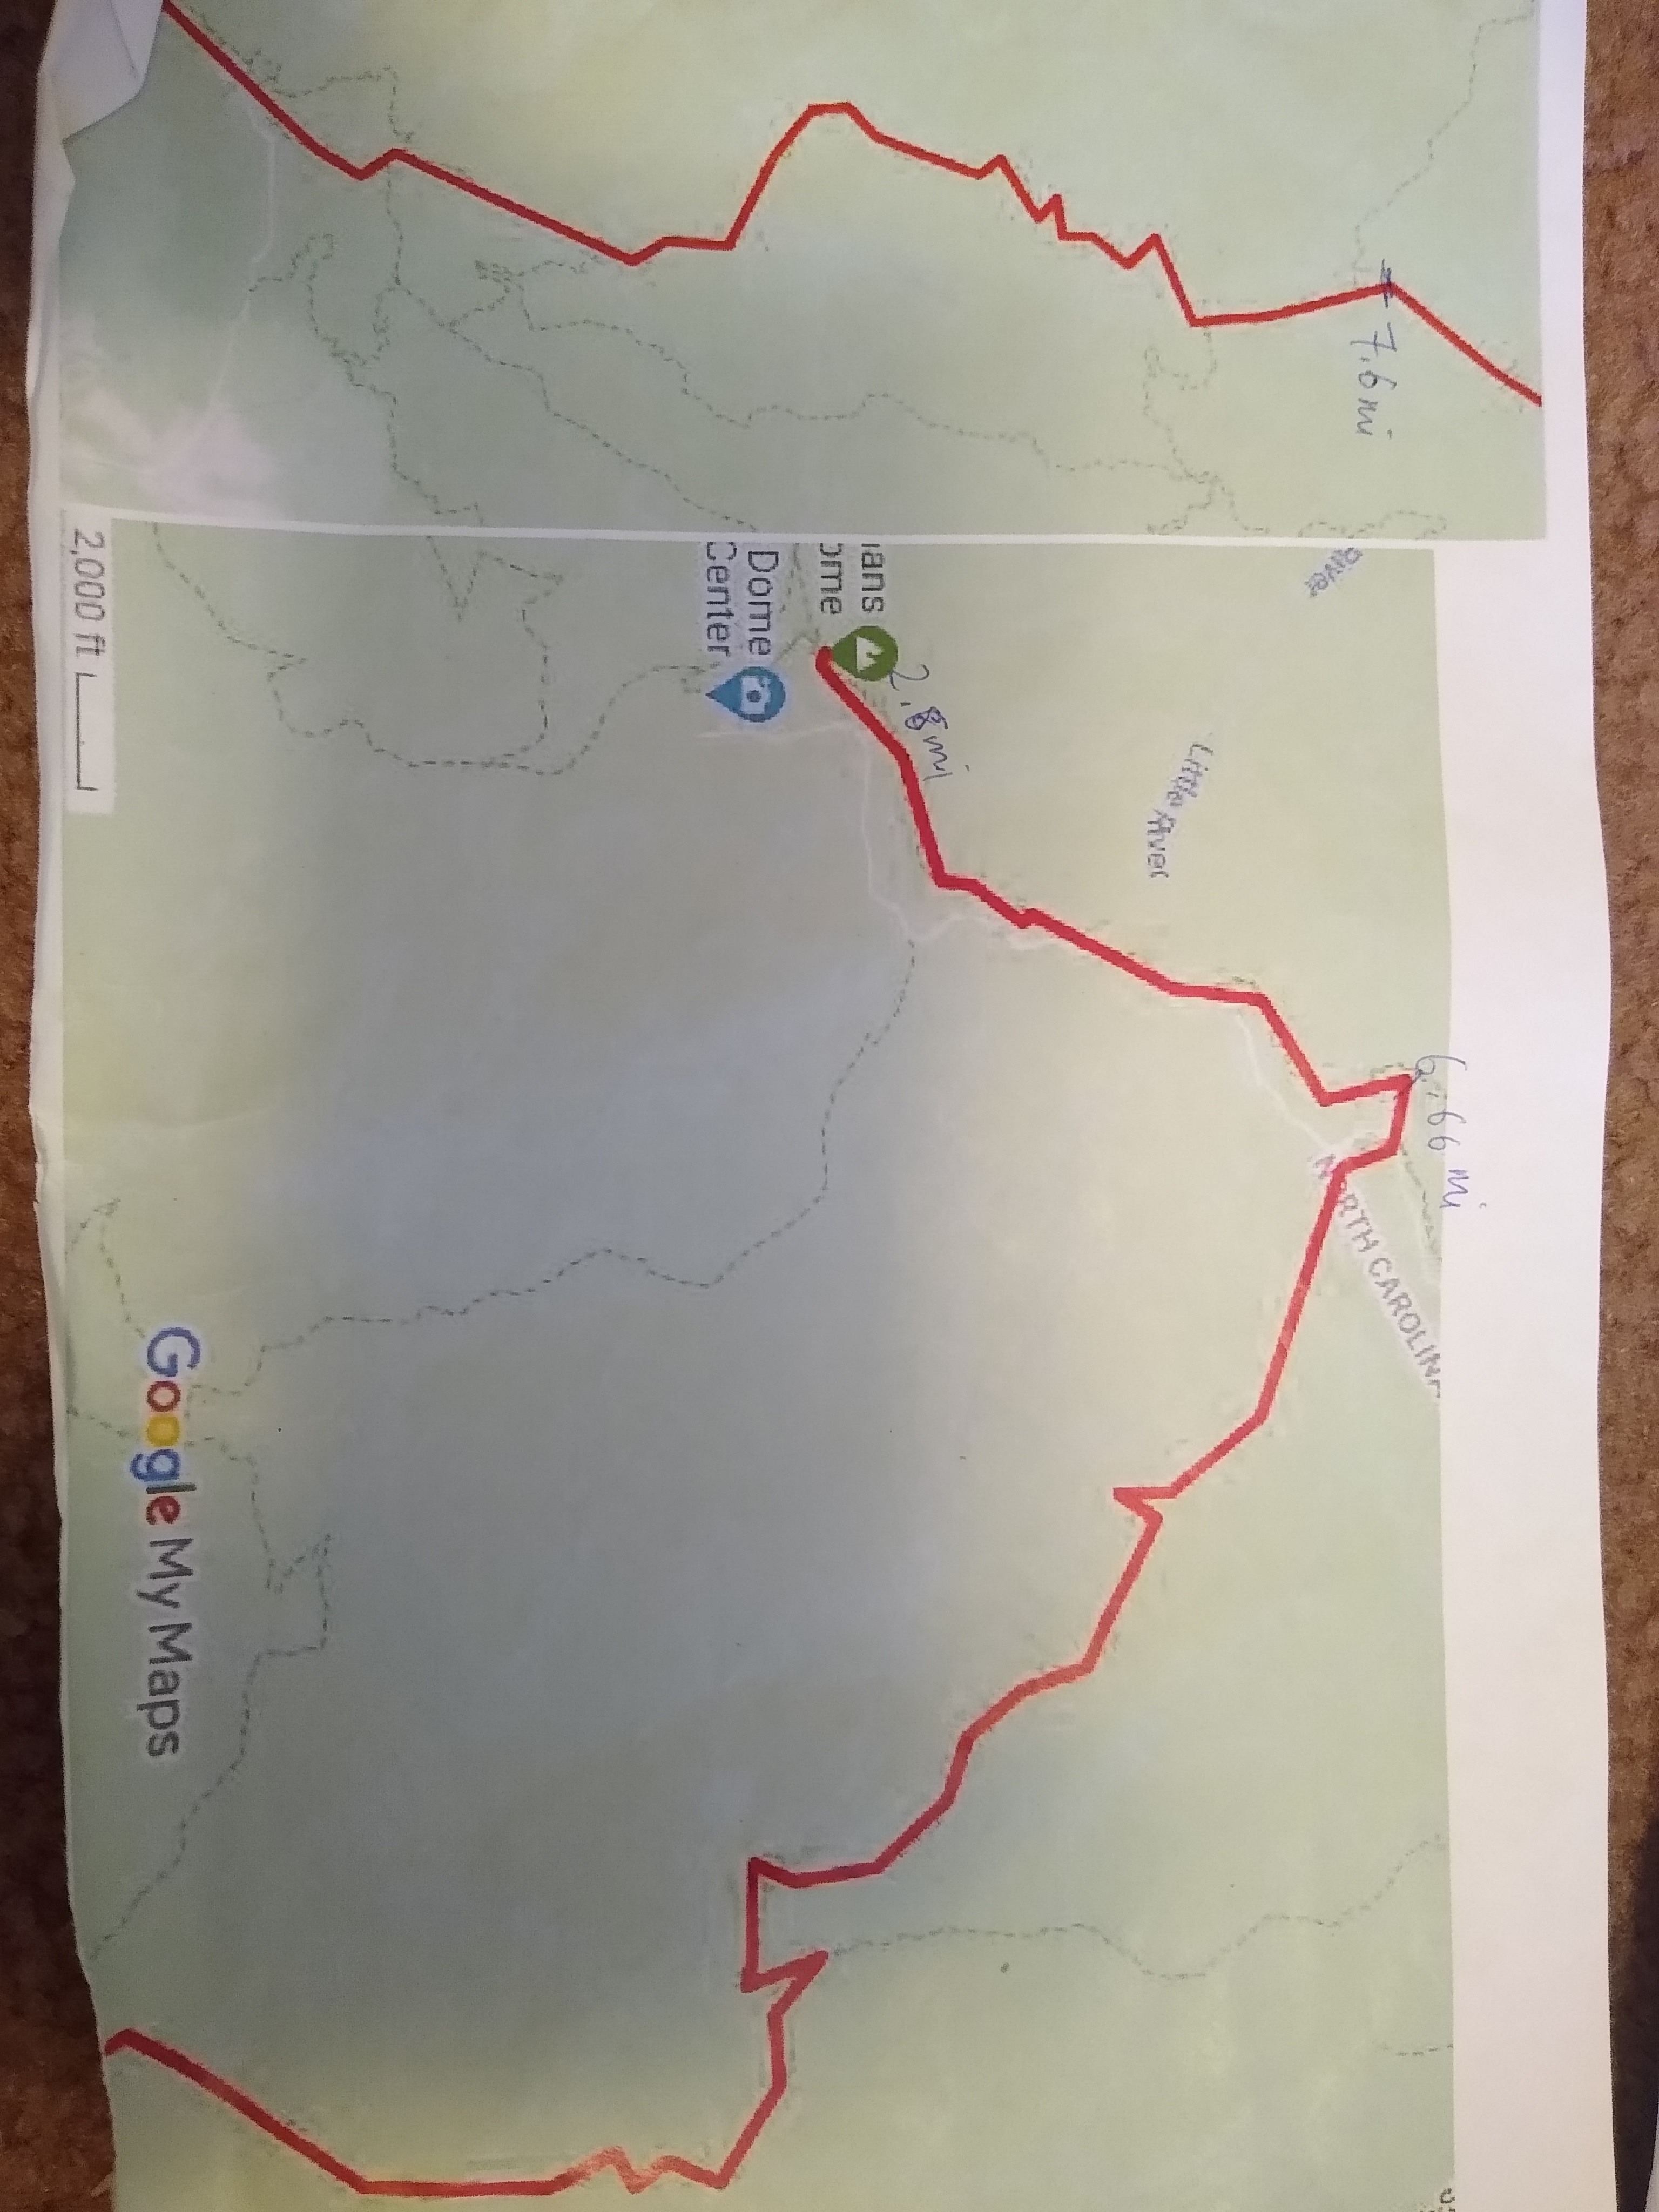 7.6 mi
River
ans
ome
Dome
Center
2.8 mi
Little River
6.66 mi
NORTH CAROLINA
2,000 ft
Google My Maps